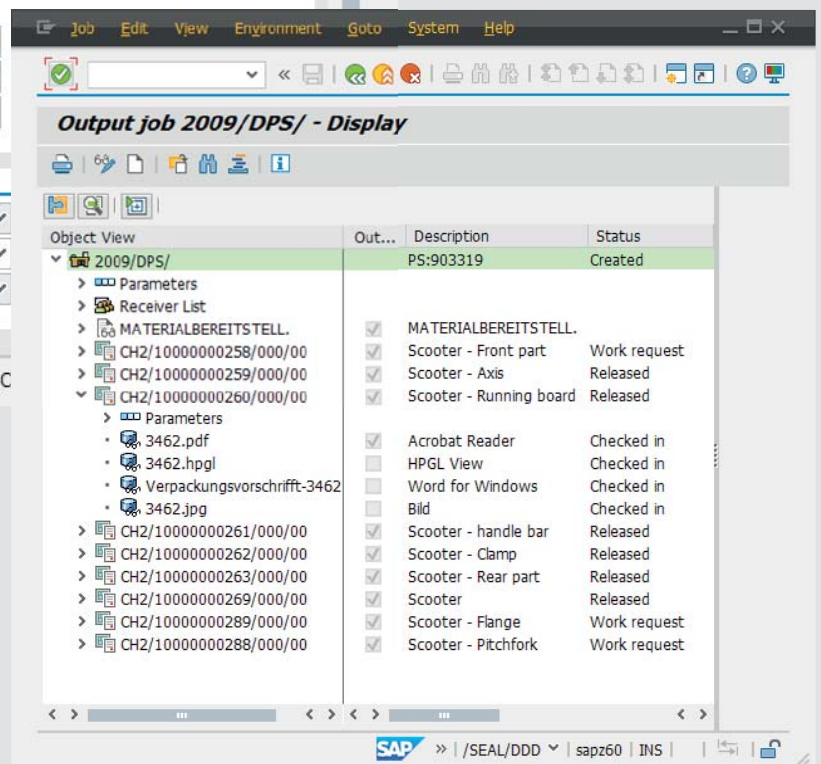 Job Edit View Environment Goto System Help
Output job 2009/DPS/ - Display
Object View Out... Description Status
2009/DPS/ PS:903319 Created
Parameters
Receiver List
MATERIALBEREITSTELL. MATERIALBEREITSTELL.
CH2/10000000258/000/00 Scooter - Front part Work request
CH2/10000000259/000/00 Scooter - Axis Released
CH2/10000000260/000/00 Scooter - Running board Released
Parameters
3462.pdf Acrobat Reader Checked in
3462.hpgl HPGL View Checked in
Verpackungsvorschrifft-3462 Word for Windows Checked in
3462.jpg Bild Checked in
CH2/10000000261/000/00 Scooter - handle bar Released
CH2/10000000262/000/00 Scooter - Clamp Released
CH2/10000000263/000/00 Scooter - Rear part Released
CH2/10000000269/000/00 Scooter Released
CH2/10000000289/000/00 Scooter - Flange Work request
CH2/10000000288/000/00 Scooter - Pitchfork Work request
SAP » | /SEAL/DDD | sapz60 | INS |